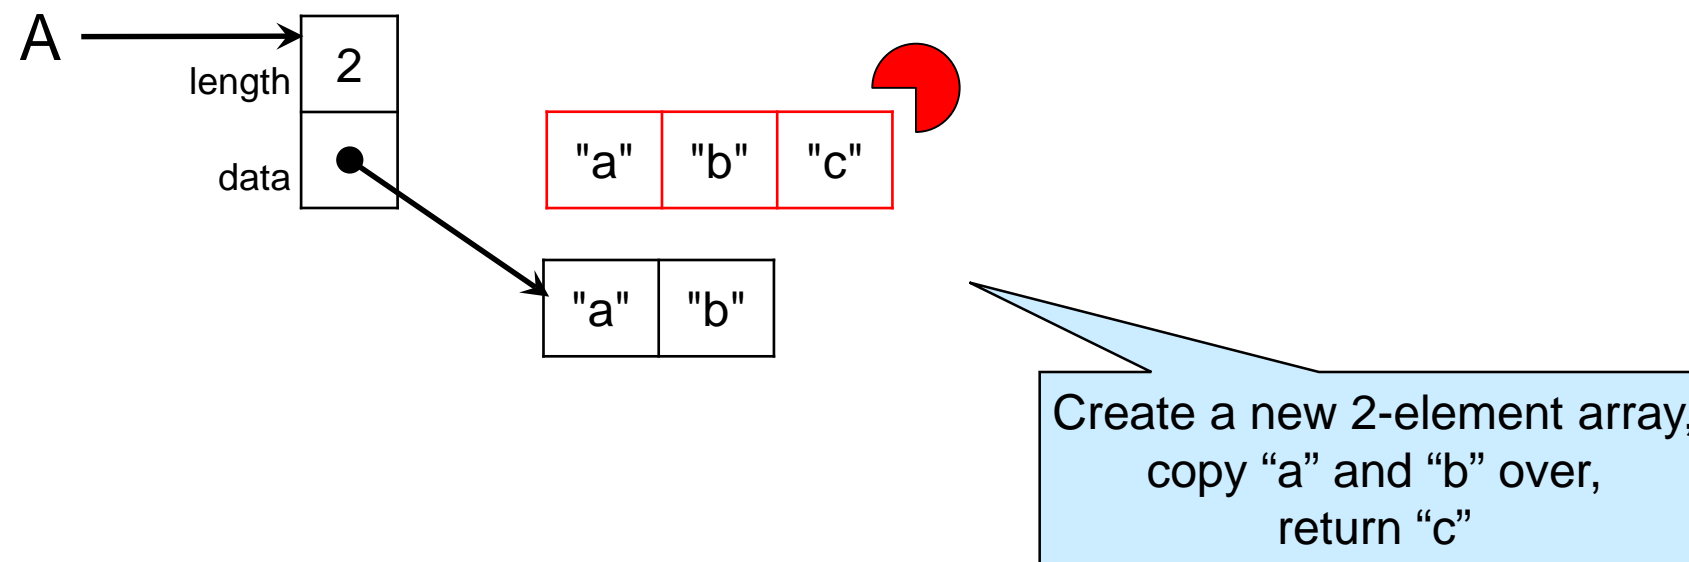 A
2
length
data
"a" "b" "c"
"a" "b"
Create a new 2-element array,
copy “a” and “b” over,
return “c”